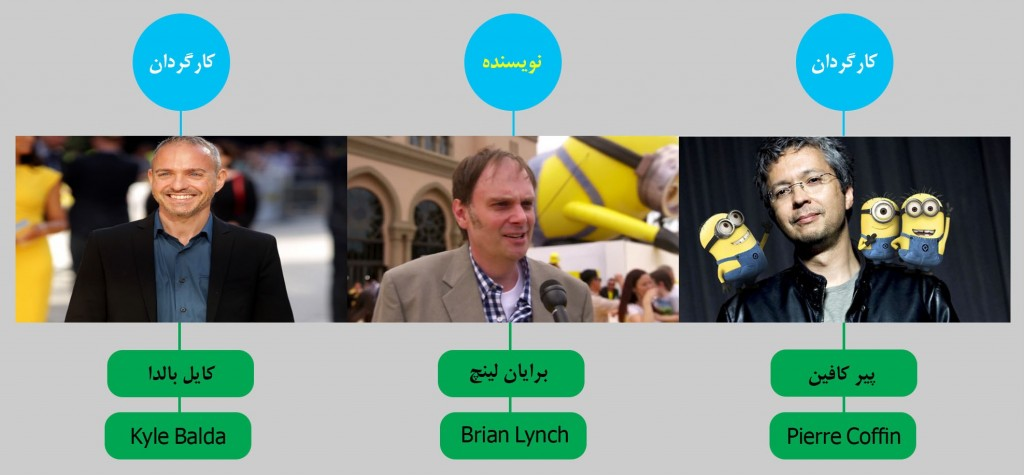 کارگردان
نویسنده
کارگردان
پیر کافین
برایان لینچ
کایل بالدا
Pierre Coffin
Brian Lynch
Kyle Balda